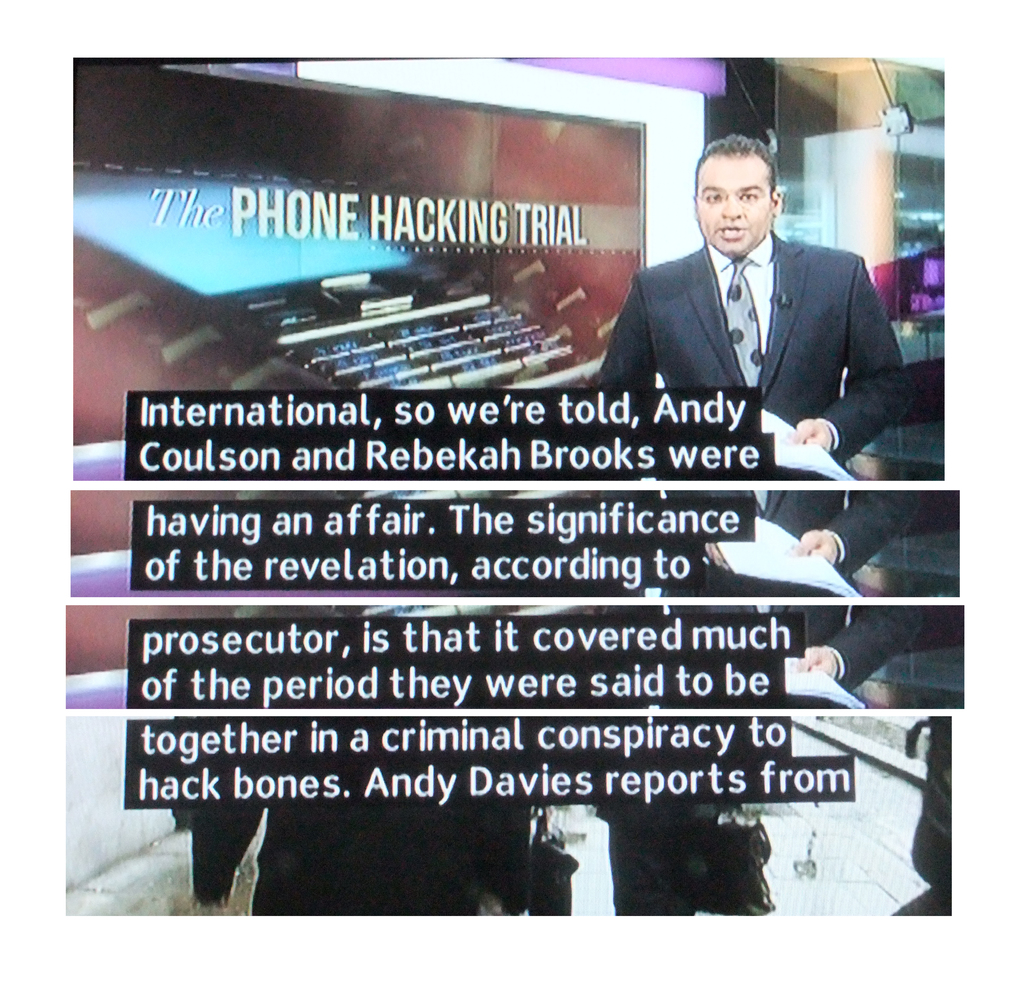 The PHONE HACKING TRIAL
International, so we're told, Andy
Coulson and Rebekah Brooks were
having an affair. The significance
of the revelation, according to
prosecutor, is that it covered much
of the period they were said to be
together in a criminal conspiracy to
hack bones. Andy Davies reports from